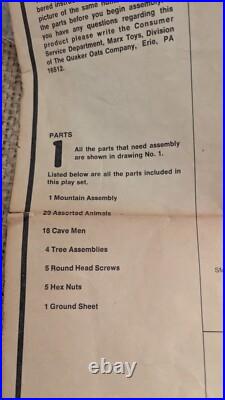 bered instru
picture of the same num
the parts before you begin assembly.
you have any questions regarding this
product please write the Consumer
Service Department, Marx Toys, Division
of The Quaker Oats Company, Erie, PA
16512.
PARTS
1
All the parts that need assembly
are shown in drawing No. 1.
Listed below are all the parts included in
this play set.
1 Mountain Assembly
29 Assorted Animals
18 Cave Men
4 Tree Assemblies
5 Round Head Screws
5 Hex Nuts
1 Ground Sheet
SM
© watermark.com